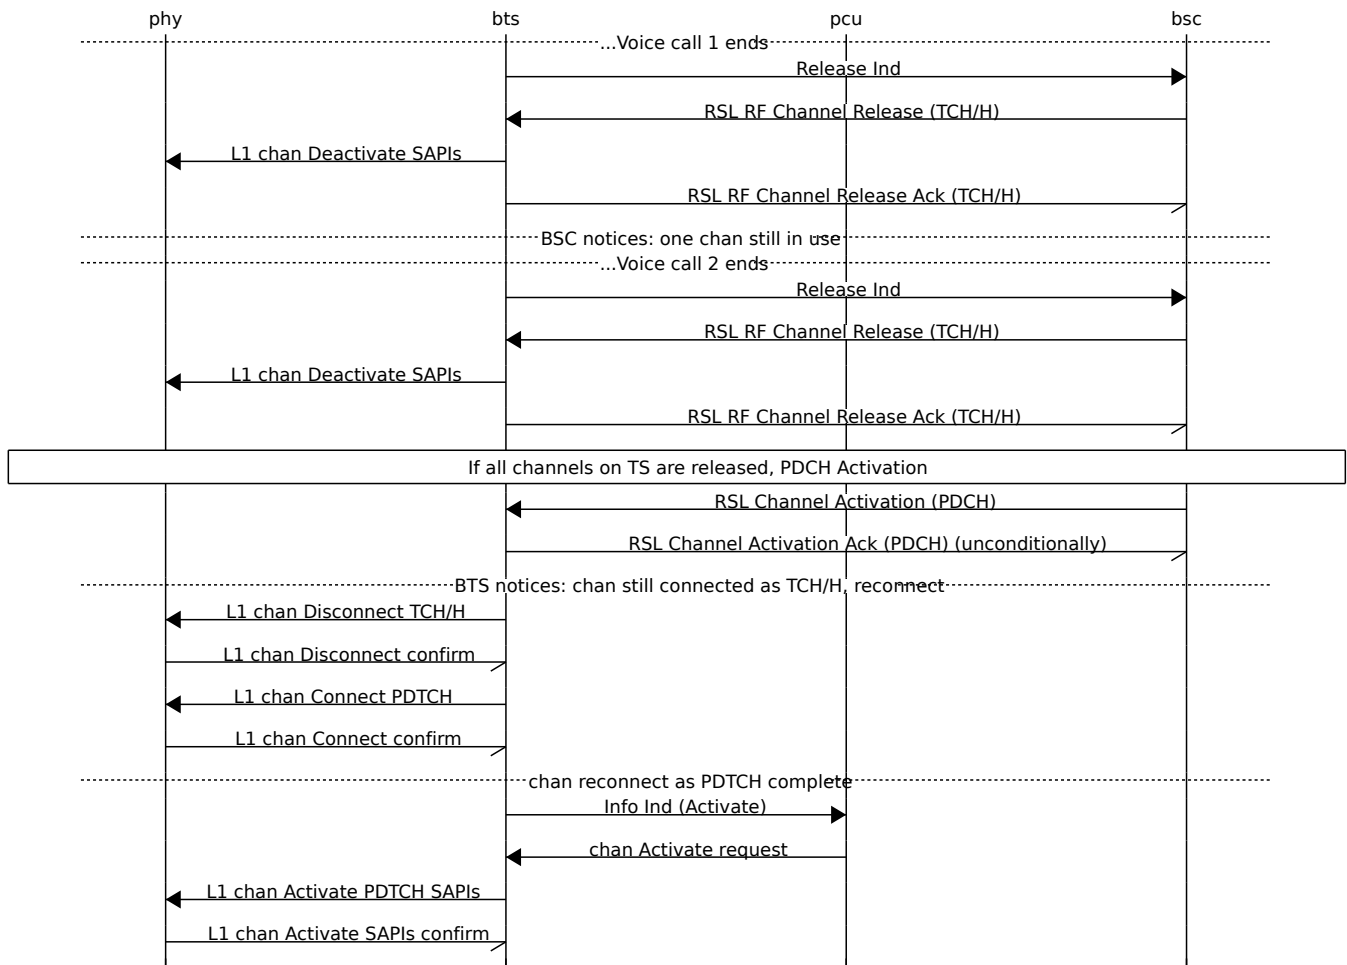 phy bts pcu bsc
...Voice call 1 ends
Release Ind
RSL RF Channel Release (TCH/H)
L1 chan Deactivate SAPIs
RSL RF Channel Release Ack (TCH/H)
BSC notices: one chan still in use
...Voice call 2 ends
Release Ind
RSL RF Channel Release (TCH/H)
L1 chan Deactivate SAPIs
RSL RF Channel Release Ack (TCH/H)
If all channels on TS are released, PDCH Activation
RSL Channel Activation (PDCH)
RSL Channel Activation Ack (PDCH) (unconditionally)
BTS notices: chan still connected as TCH/H, reconnect
L1 chan Disconnect TCH/H
L1 chan Disconnect confirm
L1 chan Connect PDTCH
L1 chan Connect confirm
chan reconnect as PDTCH complete
Info Ind (Activate)
chan Activate request
L1 chan Activate PDTCH SAPIs
L1 chan Activate SAPIs confirm